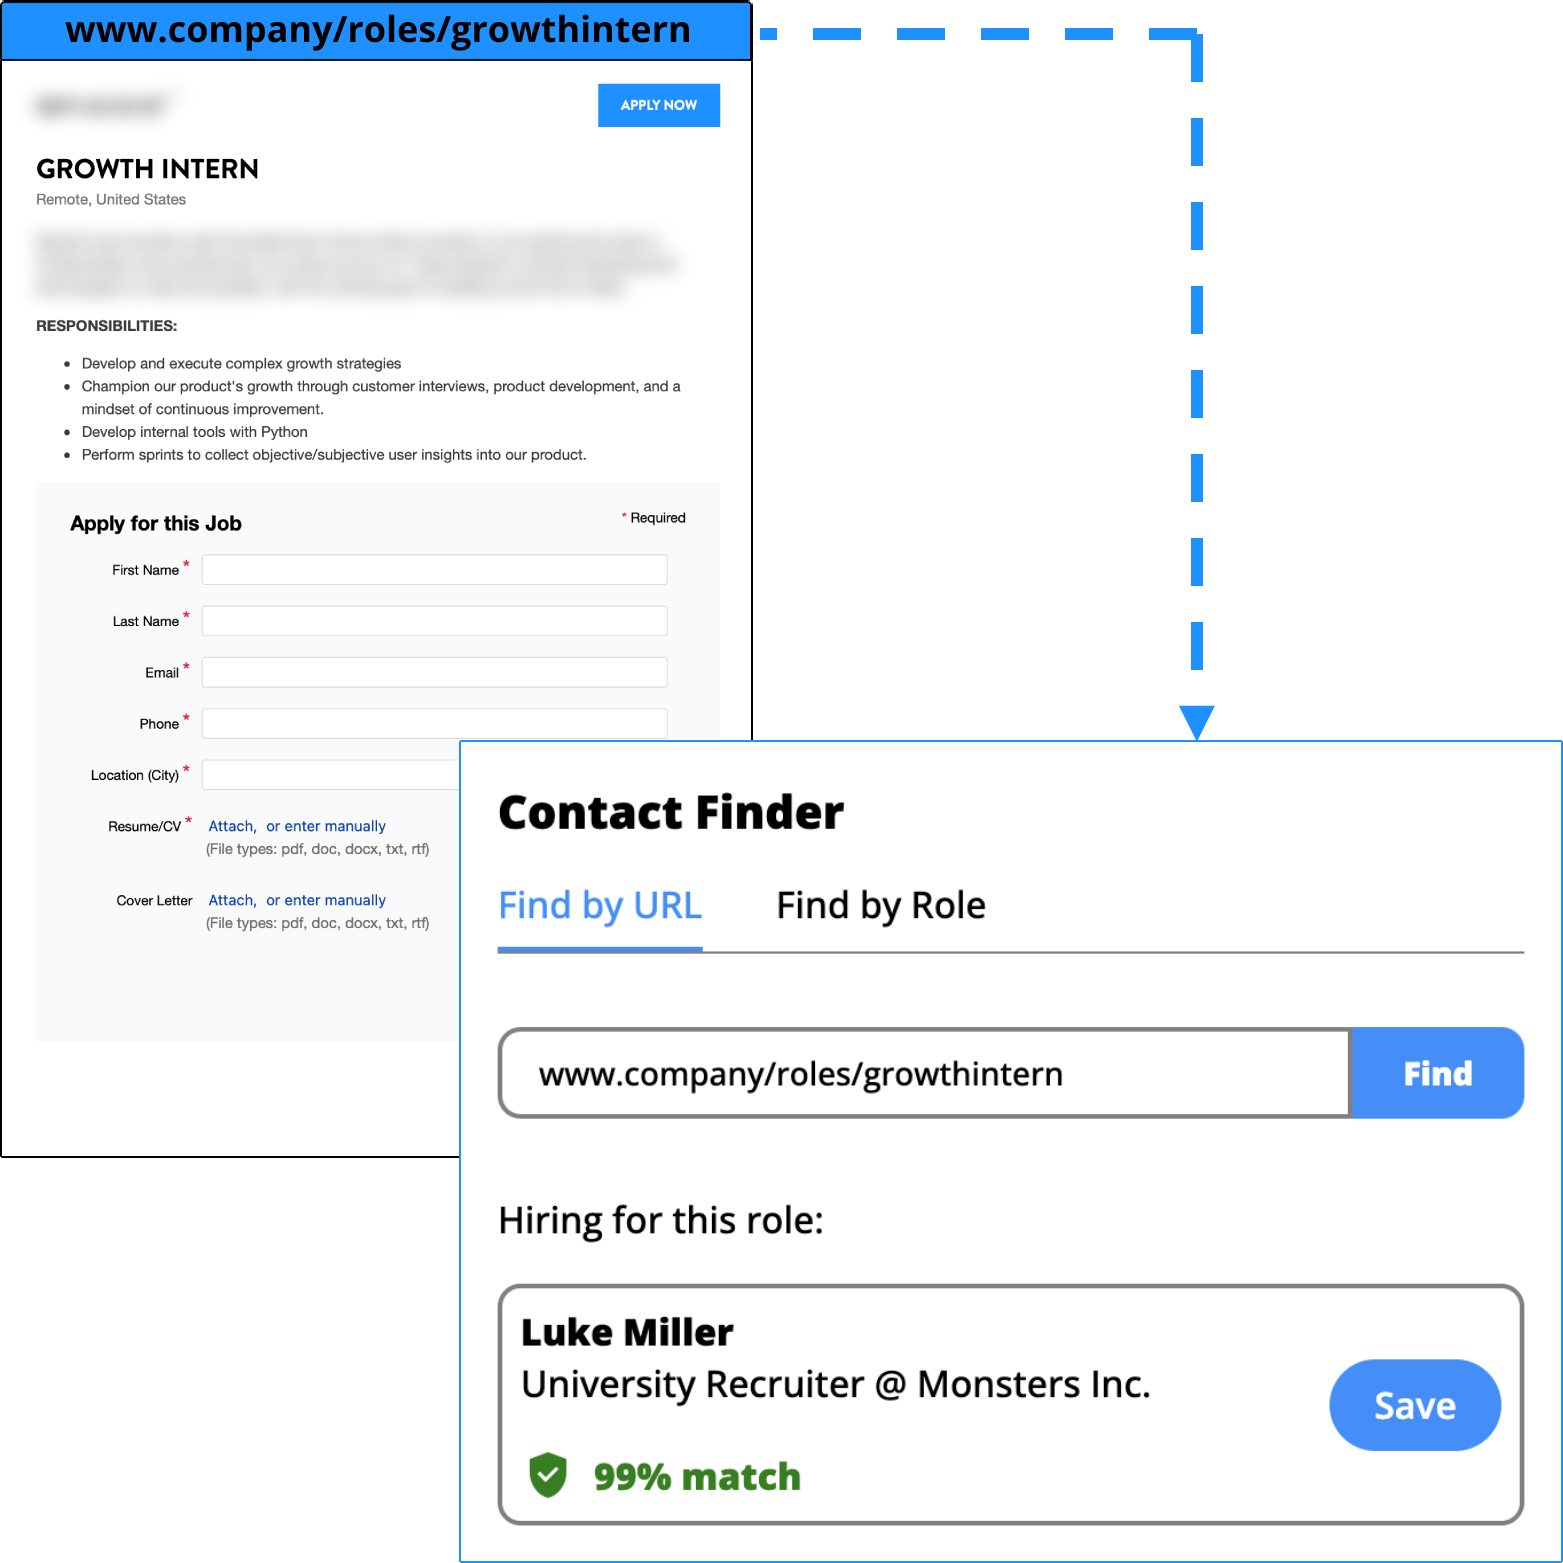 www.company/roles/growthintern
APPLY NOW
GROWTH INTERN
Remote, United States
RESPONSIBILITIES:
• Develop and execute complex growth strategies
• Champion our product's growth through customer interviews, product development, and a
mindset of continuous improvement.
• Develop internal tools with Python
• Perform sprints to collect objective/subjective user insights into our product.
Apply for this Job
* Required
First Name *
Last Name *
Email *
Phone *
Location (City) *
Resume/CV * Attach, or enter manually
(File types: pdf, doc, docx, txt, rtf)
Cover Letter Attach, or enter manually
(File types: pdf, doc, docx, txt, rtf)
Contact Finder
Find by URL Find by Role
www.company/roles/growthintern Find
Hiring for this role:
Luke Miller
University Recruiter @ Monsters Inc.
Save
99% match